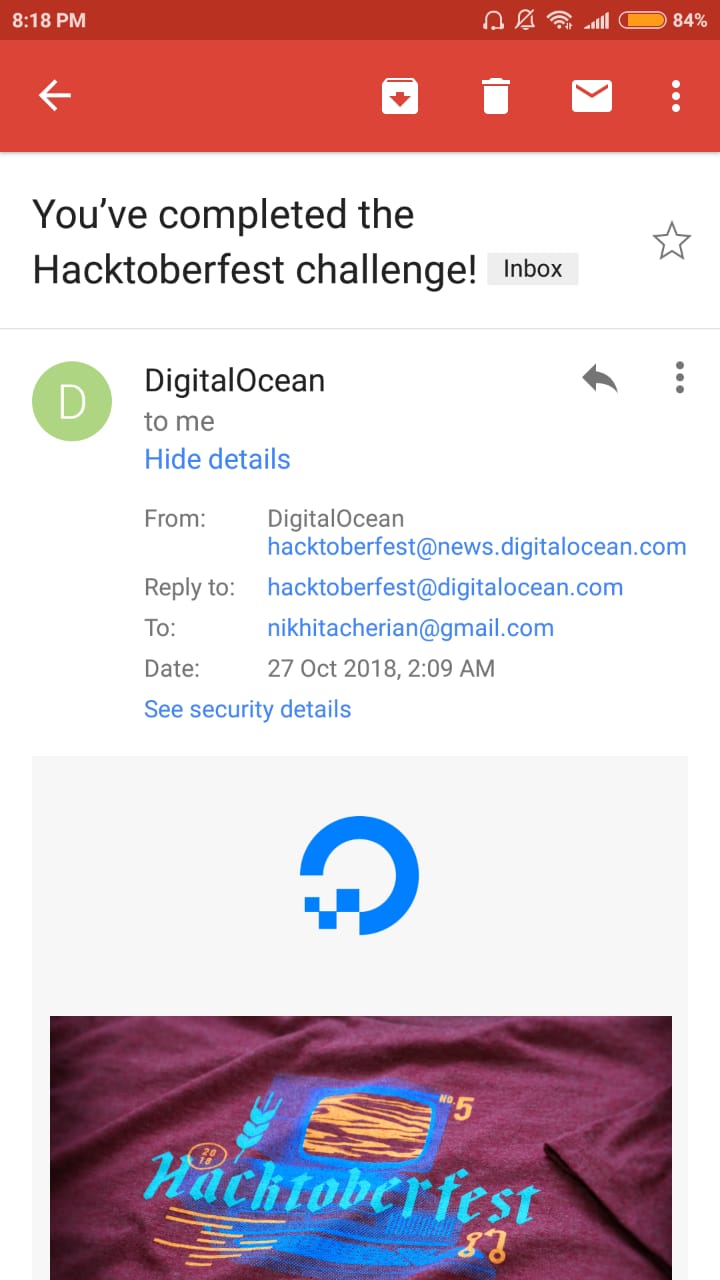 8:18 PM
84%
You’ve completed the
Hacktoberfest challenge! Inbox
D
DigitalOcean
to me
Hide details
From: DigitalOcean
hacktoberfest@news.digitalocean.com
Reply to: hacktoberfest@digitalocean.com
To: nikhitacherian@gmail.com
Date: 27 Oct 2018, 2:09 AM
See security details
NO.5
20
18
Hacktoberfest